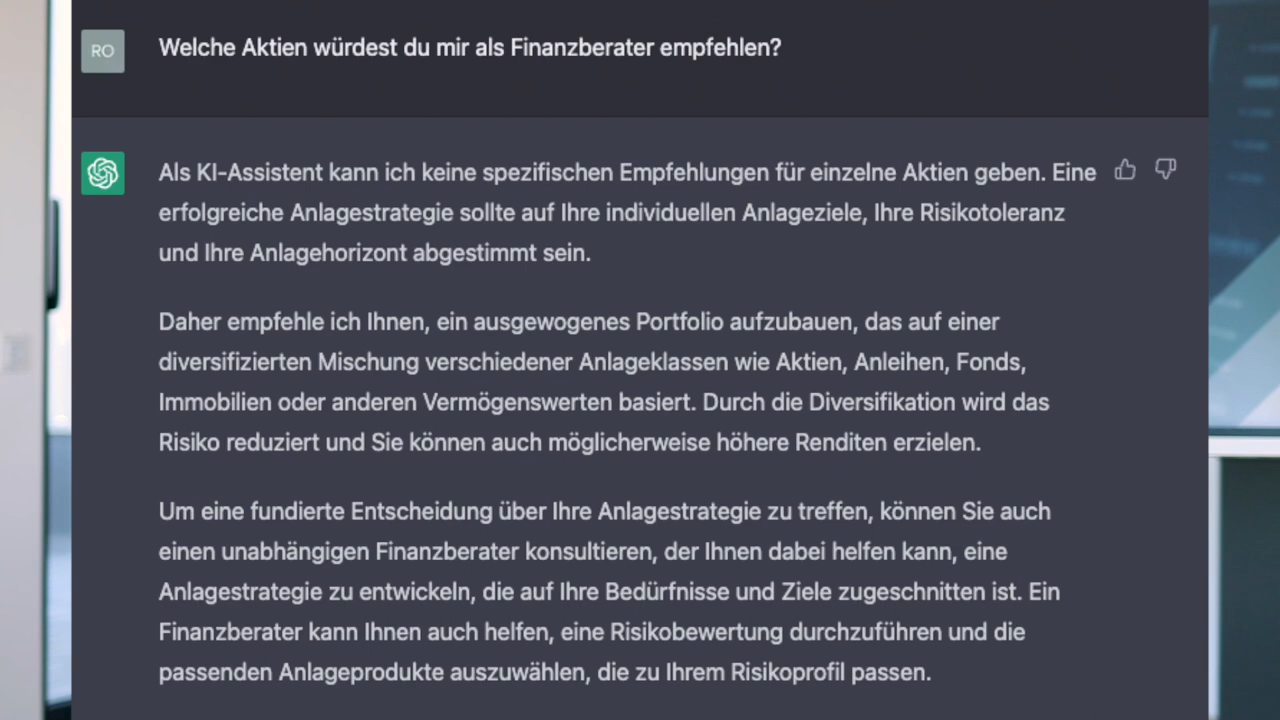 RO
Welche Aktien würdest du mir als Finanzberater empfehlen?
Als KI-Assistent kann ich keine spezifischen Empfehlungen für einzelne Aktien geben. Eine
erfolgreiche Anlagestrategie sollte auf Ihre individuellen Anlageziele, Ihre Risikotoleranz
und Ihre Anlagehorizont abgestimmt sein.
Daher empfehle ich Ihnen, ein ausgewogenes Portfolio aufzubauen, das auf einer
diversifizierten Mischung verschiedener Anlageklassen wie Aktien, Anleihen, Fonds,
Immobilien oder anderen Vermögenswerten basiert. Durch die Diversifikation wird das
Risiko reduziert und Sie können auch möglicherweise höhere Renditen erzielen.
Um eine fundierte Entscheidung über Ihre Anlagestrategie zu treffen, können Sie auch
einen unabhängigen Finanzberater konsultieren, der Ihnen dabei helfen kann, eine
Anlagestrategie zu entwickeln, die auf Ihre Bedürfnisse und Ziele zugeschnitten ist. Ein
Finanzberater kann Ihnen auch helfen, eine Risikobewertung durchzuführen und die
passenden Anlageprodukte auszuwählen, die zu Ihrem Risikoprofil passen.